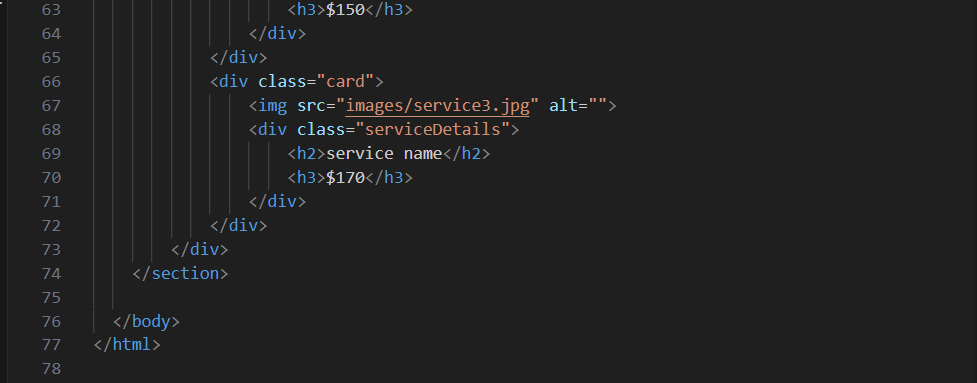 63 <h3>$150</h3>
64 </div>
65 </div>
66 <div class="card">
67 <img src="images/service3.jpg" alt="">
68 <div class="serviceDetails">
69 <h2>service name</h2>
70 <h3>$170</h3>
71 </div>
72 </div>
73 </div>
74 </section>
75
76 </body>
77 </html>
78